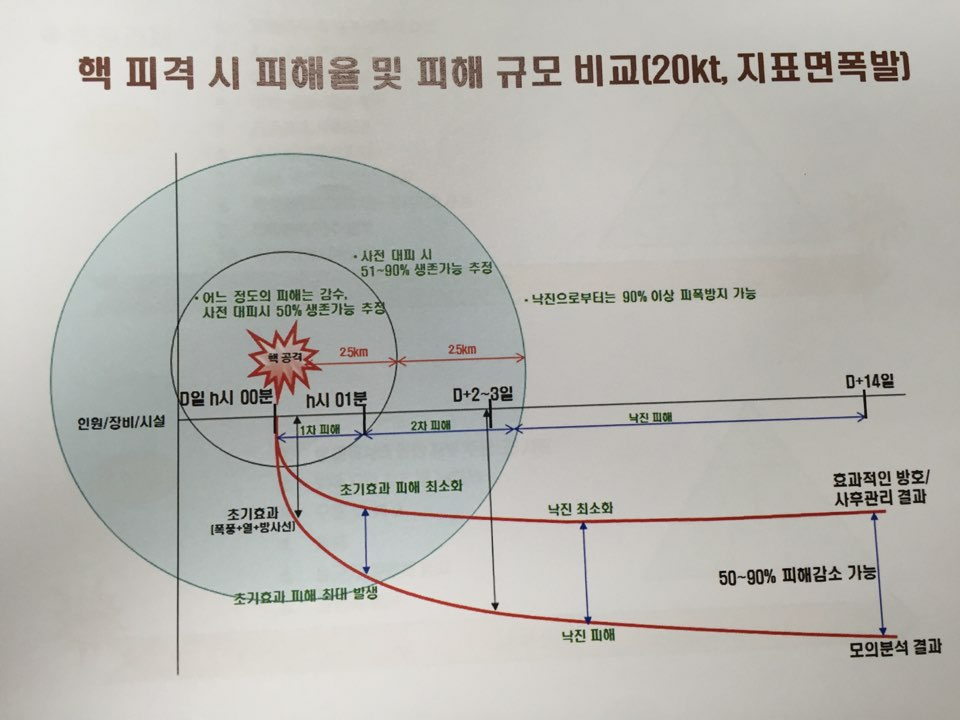 핵 피격 시 피해율 및 피해 규모 비교(20kt, 지표면폭발)
· 사전 대피 시
51~90% 생존가능 추정
· 어느 정도의 피해는 감수,
사전 대피시 50% 생존가능 추정
· 낙진으로부터는 90% 이상 피폭방지 가능
핵 공격
2.5km
2.5km
D일 h시 00분
h시 01분
D+2~3일
D+14일
인원/장비/시설
1차 피해
2차 피해
낙진 피해
초기효과 피해 최소화
낙진 최소화
효과적인 방호/
사후관리 결과
초기효과
[폭풍+열+방사선]
50~90% 피해감소 가능
초기효과 피해 최대 발생
낙진 피해
모의분석 결과